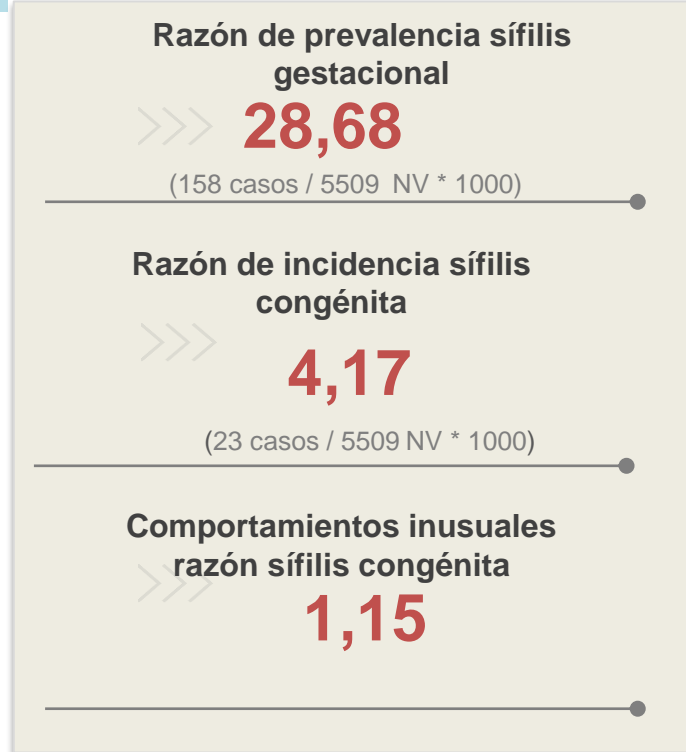 Razón de prevalencia sífilis
gestacional
28,68
(158 casos / 5509 NV * 1000)
Razón de incidencia sífilis
congénita
4,17
(23 casos / 5509 NV * 1000)
Comportamientos inusuales
razón sífilis congénita
1,15